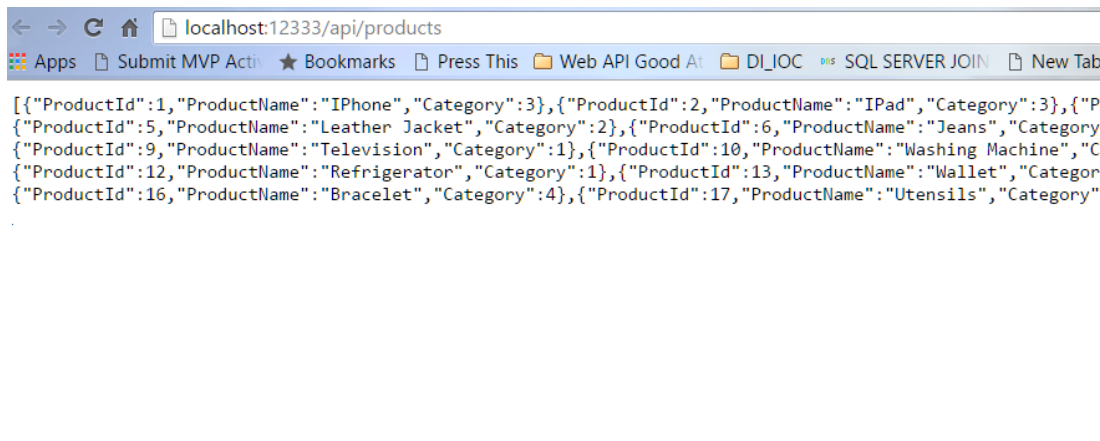 localhost:12333/api/products
Apps Submit MVP Activ Bookmarks Press This Web API Good At DI_IOC DNS SQL SERVER JOIN New Tab
[{"ProductId":1,"ProductName":"IPhone","Category":3},{"ProductId":2,"ProductName":"IPad","Category":3},{"P
{"ProductId":5,"ProductName":"Leather Jacket","Category":2},{"ProductId":6,"ProductName":"Jeans","Category
{"ProductId":9,"ProductName":"Television","Category":1},{"ProductId":10,"ProductName":"Washing Machine","C
{"ProductId":12,"ProductName":"Refrigerator","Category":1},{"ProductId":13,"ProductName":"Wallet","Categor
{"ProductId":16,"ProductName":"Bracelet","Category":4},{"ProductId":17,"ProductName":"Utensils","Category"